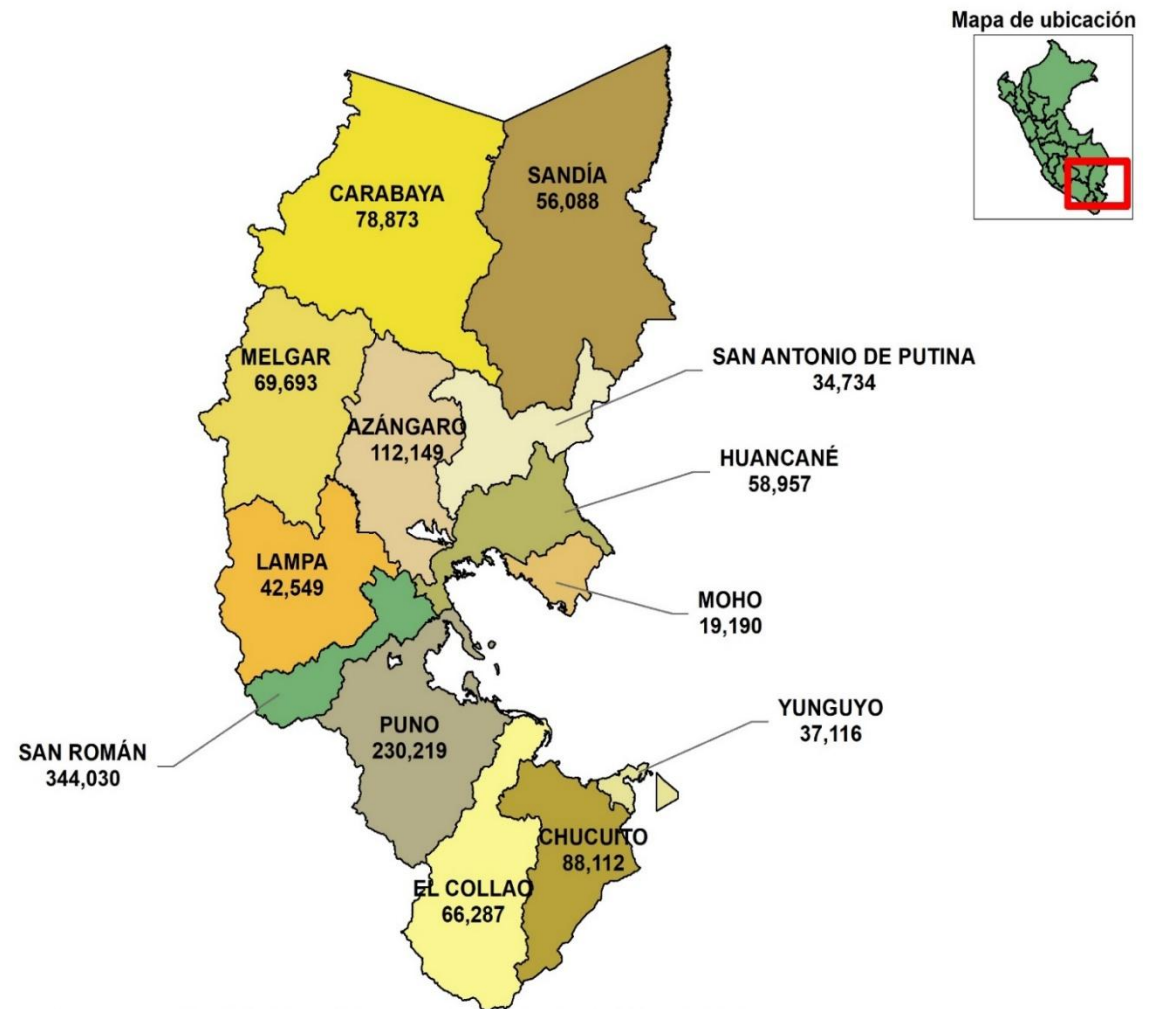 Mapa de ubicación
CARABAYA
78,873
SANDÍA
56,088
MELGAR
69,693
SAN ANTONIO DE PUTINA
34,734
AZÁNGARO
112,149
HUANCANÉ
58,957
LAMPA
42,549
MOHO
19,190
YUNGUYO
37,116
PUNO
230,219
SAN ROMÁN
344,030
CHUCUITO
88,112
EL COLLAO
66,287